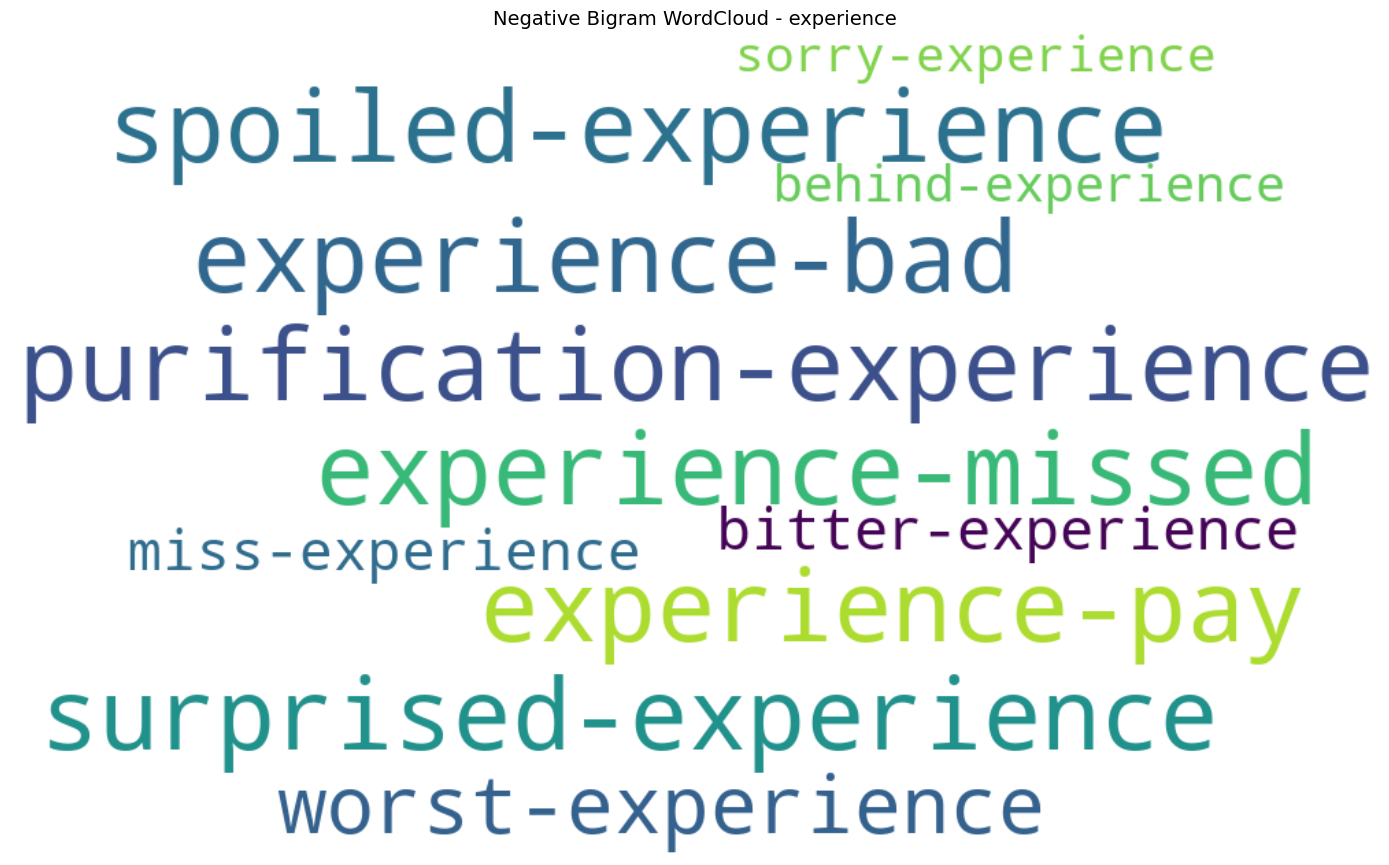 Negative Bigram WordCloud - experience
sorry-experience
spoiled-experience
behind-experience
experience-bad
purification-experience
experience-missed
bitter-experience
miss-experience
experience-pay
surprised-experience
worst-experience